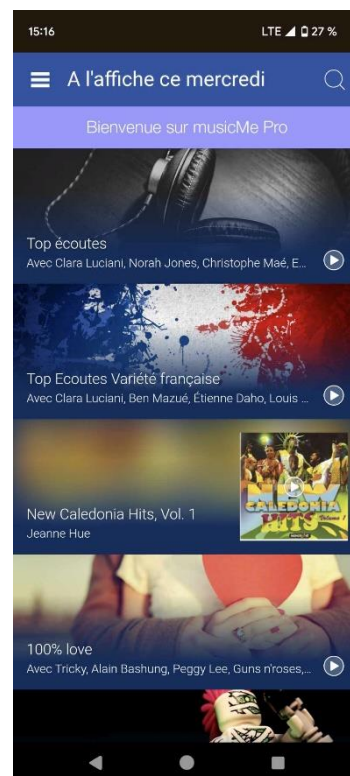 15:16
LTE 27 %
A l'affiche ce mercredi
Bienvenue sur musicMe Pro
Top écoutes
Avec Clara Luciani, Norah Jones, Christophe Maé, E...
Top Ecoutes Variété française
Avec Clara Luciani, Ben Mazué, Étienne Daho, Louis ...
NEW
CALEDONIA
HITS Volume 1
New Caledonia Hits, Vol. 1
Jeanne Hue
100% love
Avec Tricky, Alain Bashung, Peggy Lee, Guns n'roses,...